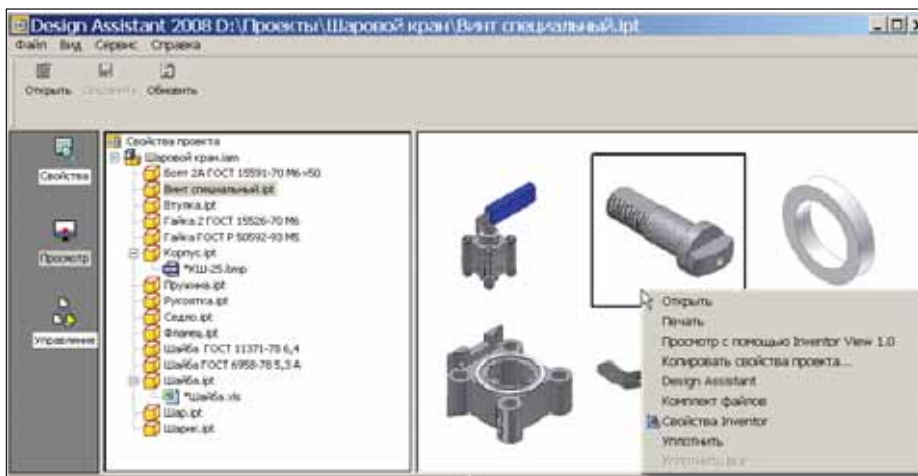 Design Assistant 2008 D:\Проекты\Шаровой кран\Винт специальный.ipt
Файл Вид Сервис Справка
Открыть Сохранить Обновить
Свойства
Просмотр
Управление
Свойства проекта
Шаровой кран.iam
Болт 2А ГОСТ 15591-70 М6×50
Винт специальный.ipt
Втулка.ipt
Гайка 2 ГОСТ 15526-70 М6
Гайка ГОСТ Р 50592-93 М5
Корпус.ipt
*КШ-25.bmp
Пружина.ipt
Рукоятка.ipt
Седло.ipt
Фланец.ipt
Шайба ГОСТ 11371-78 6,4
Шайба ГОСТ 6958-78 5,3 А
Шайба.ipt
*Шайба.xls
Шар.ipt
Открыть
Печать
Просмотр с помощью Inventor View 1.0
Копировать свойства проекта...
Design Assistant
Комплект файлов
Свойства Inventor
Уплотнить
Уплотнить все